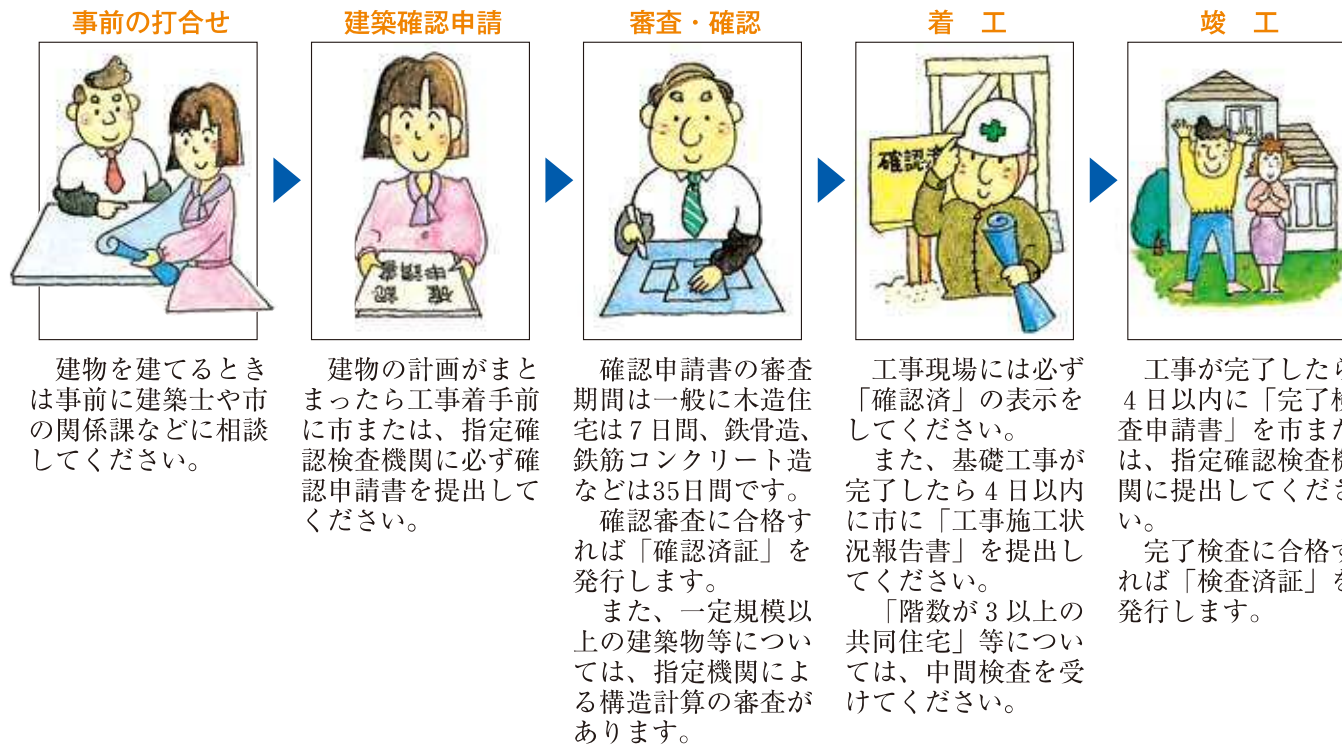 事前の打合せ
建物を建てるとき
は事前に建築士や市
の関係課などに相談
してください。
建築確認申請
確認
申請書
建物の計画がまと
まったら工事着手前
に市または、指定確
認検査機関に必ず確
認申請書を提出して
ください。
審査・確認
確認申請書の審査
期間は一般に木造住
宅は7日間、鉄骨造、
鉄筋コンクリート造
などは35日間です。
確認審査に合格す
れば「確認済証」を
発行します。
また、一定規模以
上の建築物等につい
ては、指定機関によ
る構造計算の審査が
あります。
着　工
確認済
工事現場には必ず
「確認済」の表示を
してください。
また、基礎工事が
完了したら4日以内
に市に「工事施工状
況報告書」を提出し
てください。
「階数が3以上の
共同住宅」等につい
ては、中間検査を受
けてください。
竣　工
工事が完了したら
4日以内に「完了検
査申請書」を市また
は、指定確認検査機
関に提出してくださ
い。
完了検査に合格す
れば「検査済証」を
発行します。